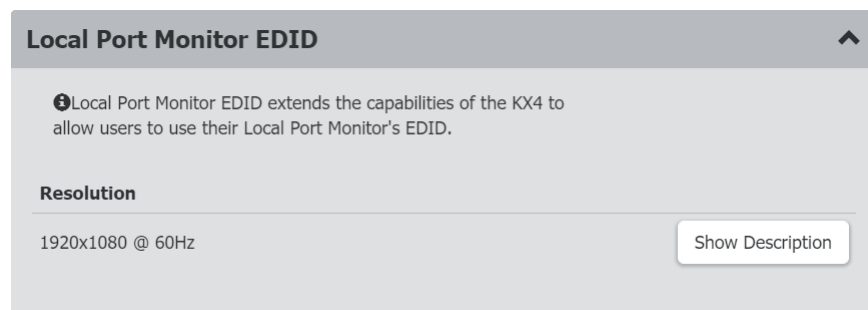 Local Port Monitor EDID
Local Port Monitor EDID extends the capabilities of the KX4 to
allow users to use their Local Port Monitor's EDID.
Resolution
1920x1080 @ 60Hz
Show Description